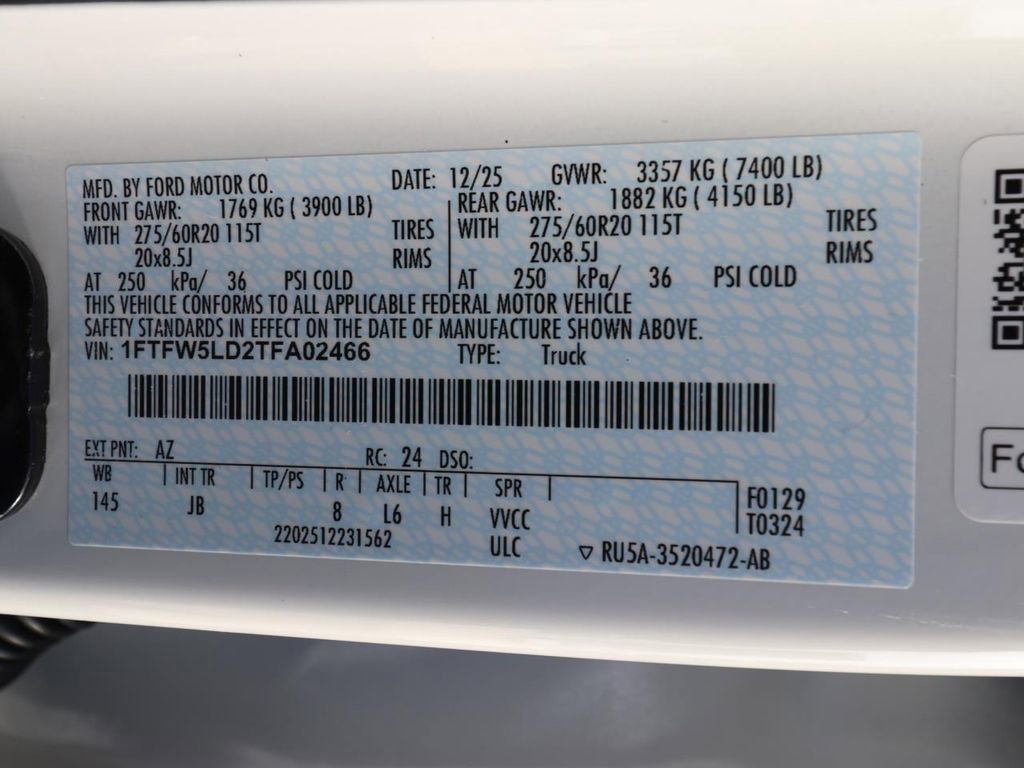 MFD. BY FORD MOTOR CO. DATE: 12/25 GVWR: 3357 KG ( 7400 LB)
FRONT GAWR: 1769 KG ( 3900 LB) REAR GAWR: 1882 KG ( 4150 LB)
WITH 275/60R20 115T TIRES WITH 275/60R20 115T TIRES
20x8.5J RIMS 20x8.5J RIMS
AT 250 kPa/ 36 PSI COLD AT 250 kPa/ 36 PSI COLD
THIS VEHICLE CONFORMS TO ALL APPLICABLE FEDERAL MOTOR VEHICLE
SAFETY STANDARDS IN EFFECT ON THE DATE OF MANUFACTURE SHOWN ABOVE.
VIN: 1FTFW5LD2TFA02466 TYPE: Truck
EXT PNT: AZ RC: 24 DSO:
WB INT TR TP/PS R AXLE TR SPR
145 JB 8 L6 H VVCC
F0129
T0324
2202512231562 ULC ▽ RU5A-3520472-AB